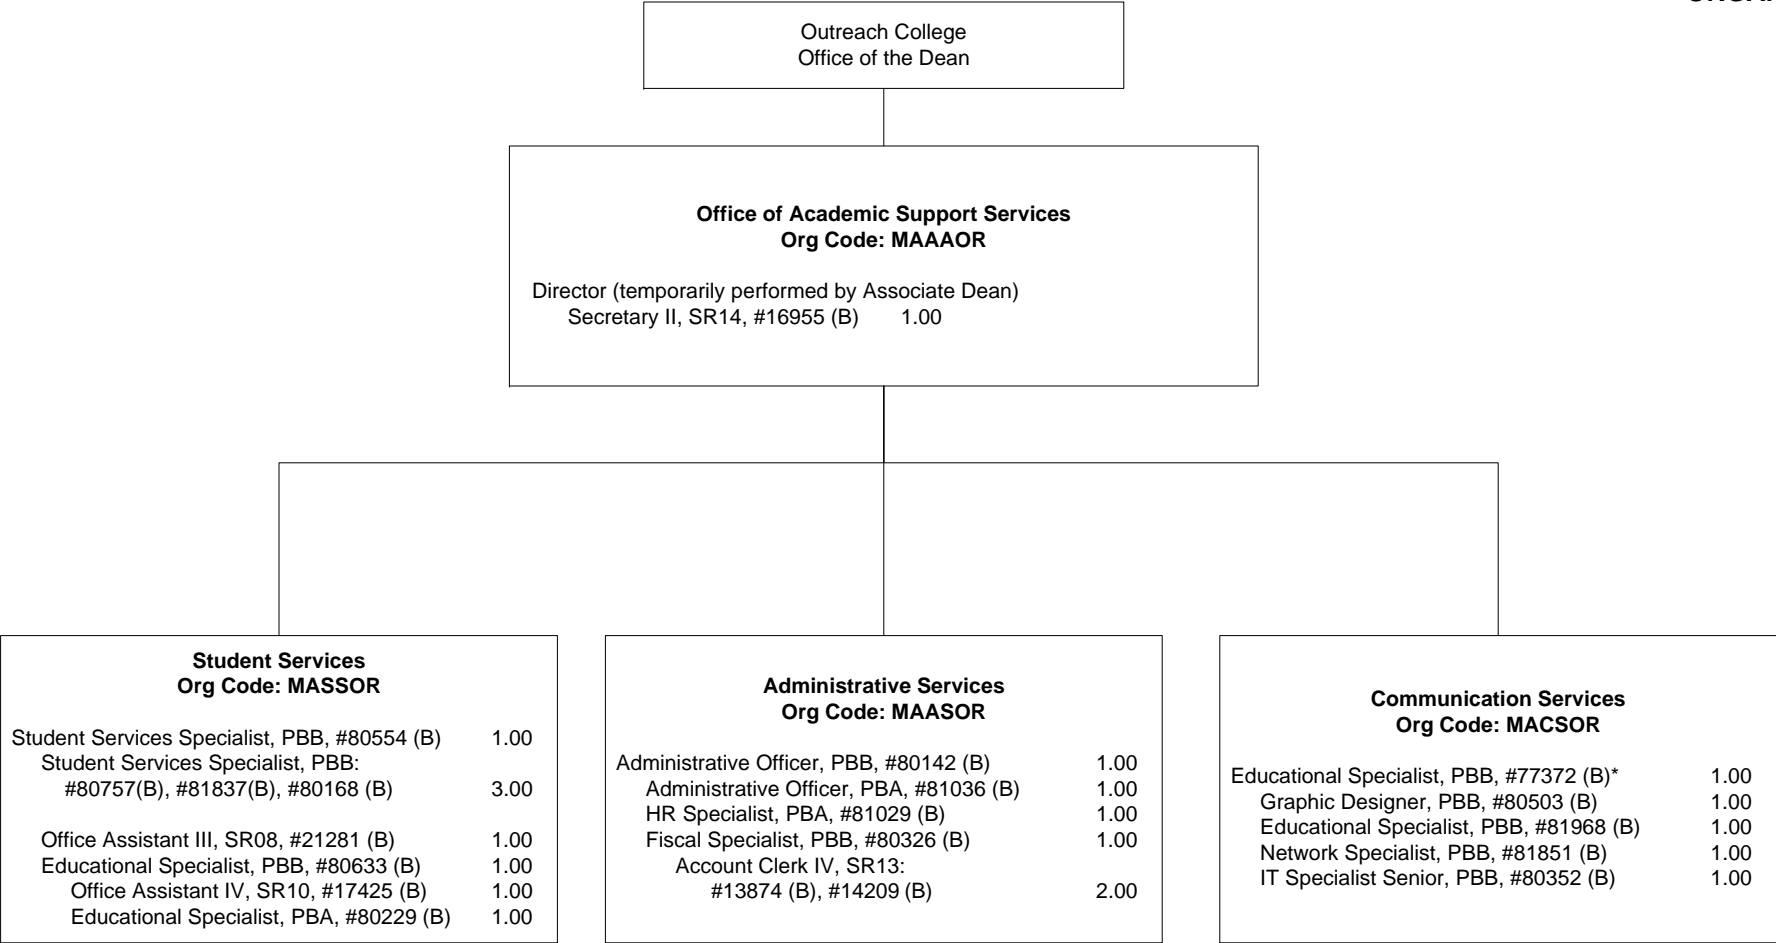 Outreach College
Office of the Dean
Office of Academic Support Services
Org Code: MAAAOR
Director (temporarily performed by Associate Dean)
Secretary II, SR14, #16955 (B) 1.00
Student Services
Org Code: MASSOR
Student Services Specialist, PBB, #80554 (B) 1.00
Student Services Specialist, PBB:
#80757(B), #81837(B), #80168 (B) 3.00
Office Assistant III, SR08, #21281 (B) 1.00
Educational Specialist, PBB, #80633 (B) 1.00
Office Assistant IV, SR10, #17425 (B) 1.00
Educational Specialist, PBA, #80229 (B) 1.00
Administrative Services
Org Code: MAASOR
Administrative Officer, PBB, #80142 (B) 1.00
Administrative Officer, PBA, #81036 (B) 1.00
HR Specialist, PBA, #81029 (B) 1.00
Fiscal Specialist, PBB, #80326 (B) 1.00
Account Clerk IV, SR13:
#13874 (B), #14209 (B) 2.00
Communication Services
Org Code: MACSOR
Educational Specialist, PBB, #77372 (B)* 1.00
Graphic Designer, PBB, #80503 (B) 1.00
Educational Specialist, PBB, #81968 (B) 1.00
Network Specialist, PBB, #81851 (B) 1.00
IT Specialist Senior, PBB, #80352 (B) 1.00